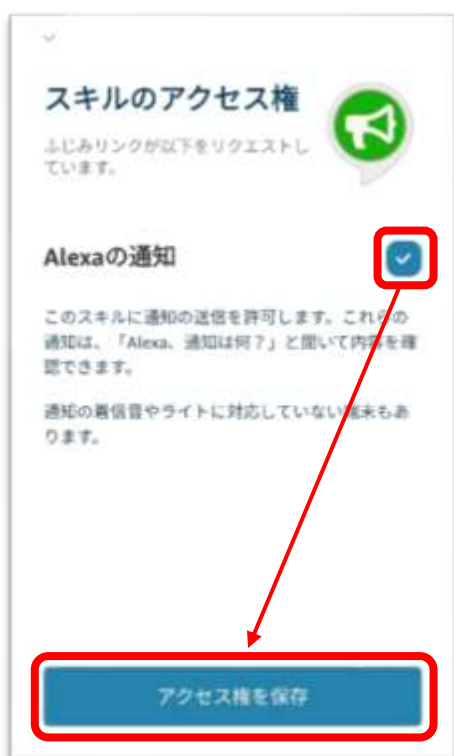 スキルのアクセス権
ふじみリンクが以下をリクエストし
ています。
Alexaの通知
このスキルに通知の送信を許可します。これらの
通知は、「Alexa、通知は何？」と聞いて内容を確
認できます。
通知の着信音やライトに対応していない端末もあ
ります。
アクセス権を保存